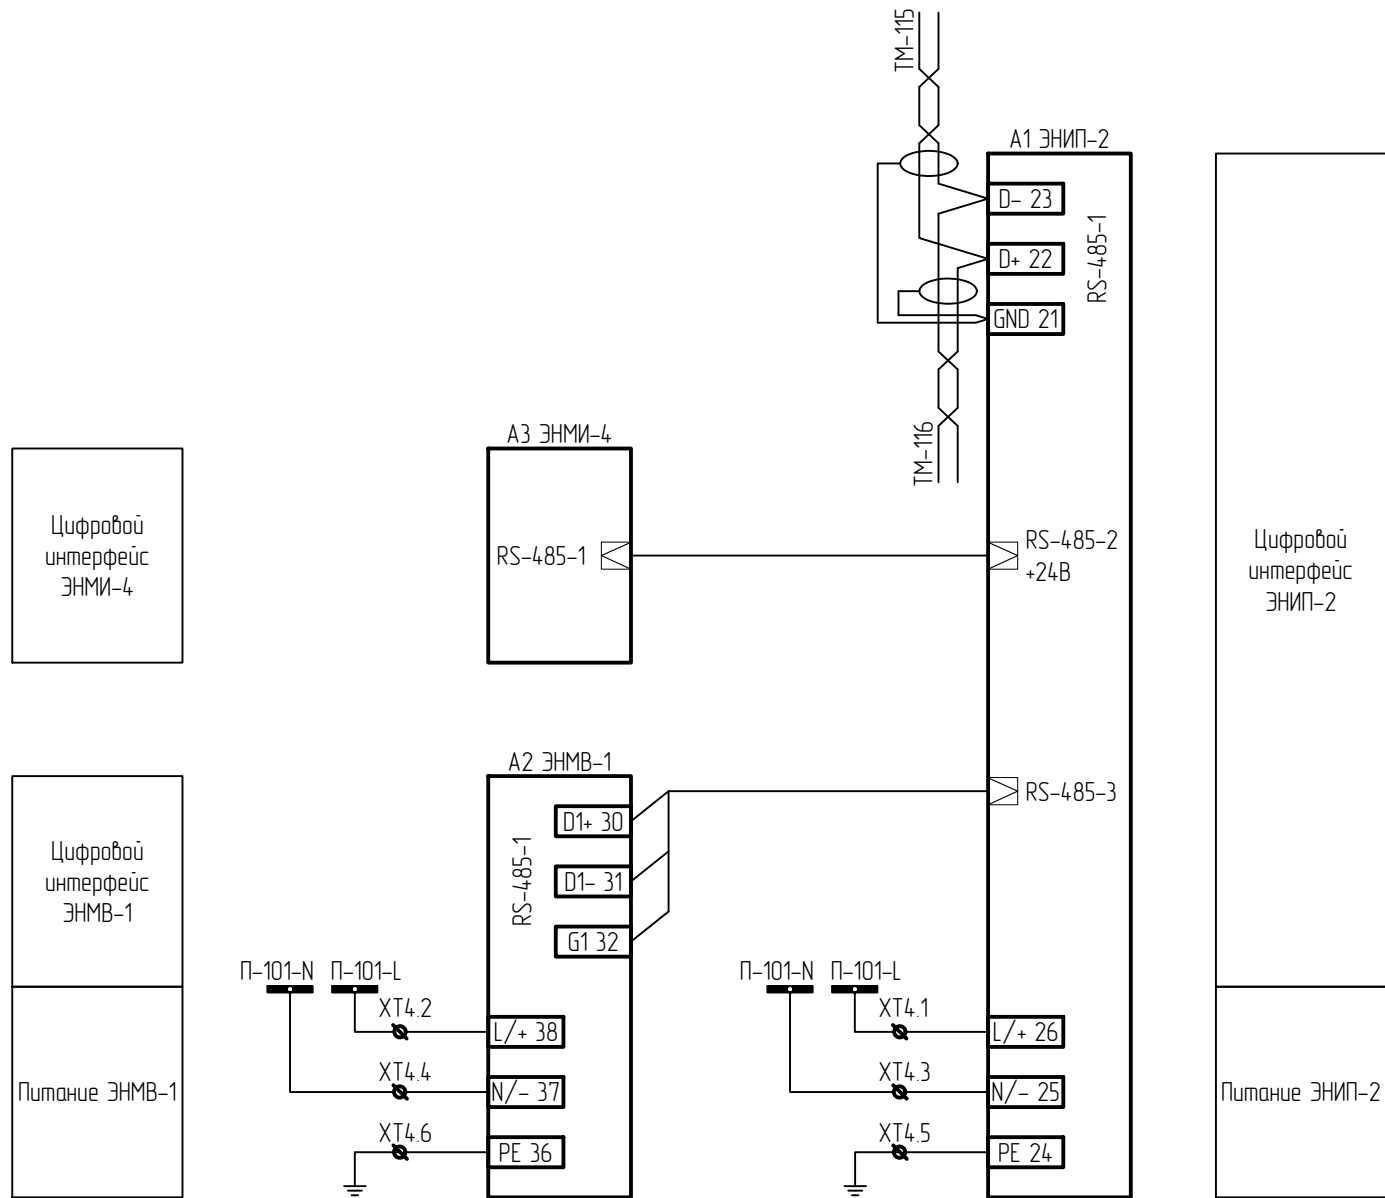 ТМ-115
А1 ЭНИП-2
D- 23
D+ 22
GND 21
RS-485-1
ТМ-116
А3 ЭНМИ-4
RS-485-1
RS-485-2
+24В
Цифровой
интерфейс
ЭНМИ-4
Цифровой
интерфейс
ЭНИП-2
А2 ЭНМВ-1
D1+ 30
D1- 31
G1 32
RS-485-1
RS-485-3
Цифровой
интерфейс
ЭНМВ-1
П-101-N
П-101-L
XT4.2
L/+ 38
XT4.4
N/- 37
XT4.6
PE 36
П-101-N
П-101-L
XT4.1
L/+ 26
XT4.3
N/- 25
XT4.5
PE 24
Питание ЭНМВ-1
Питание ЭНИП-2